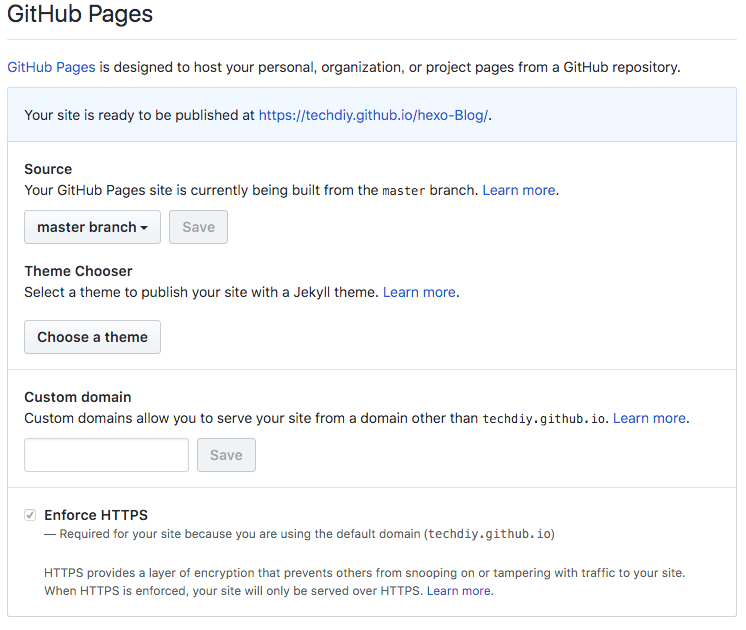 GitHub Pages
GitHub Pages is designed to host your personal, organization, or project pages from a GitHub repository.
Your site is ready to be published at https://techdiy.github.io/hexo-Blog/.
Source
Your GitHub Pages site is currently being built from the master branch. Learn more.
master branch Save
Theme Chooser
Select a theme to publish your site with a Jekyll theme. Learn more.
Choose a theme
Custom domain
Custom domains allow you to serve your site from a domain other than techdiy.github.io. Learn more.
Save
Enforce HTTPS
— Required for your site because you are using the default domain (techdiy.github.io)
HTTPS provides a layer of encryption that prevents others from snooping on or tampering with traffic to your site.
When HTTPS is enforced, your site will only be served over HTTPS. Learn more.